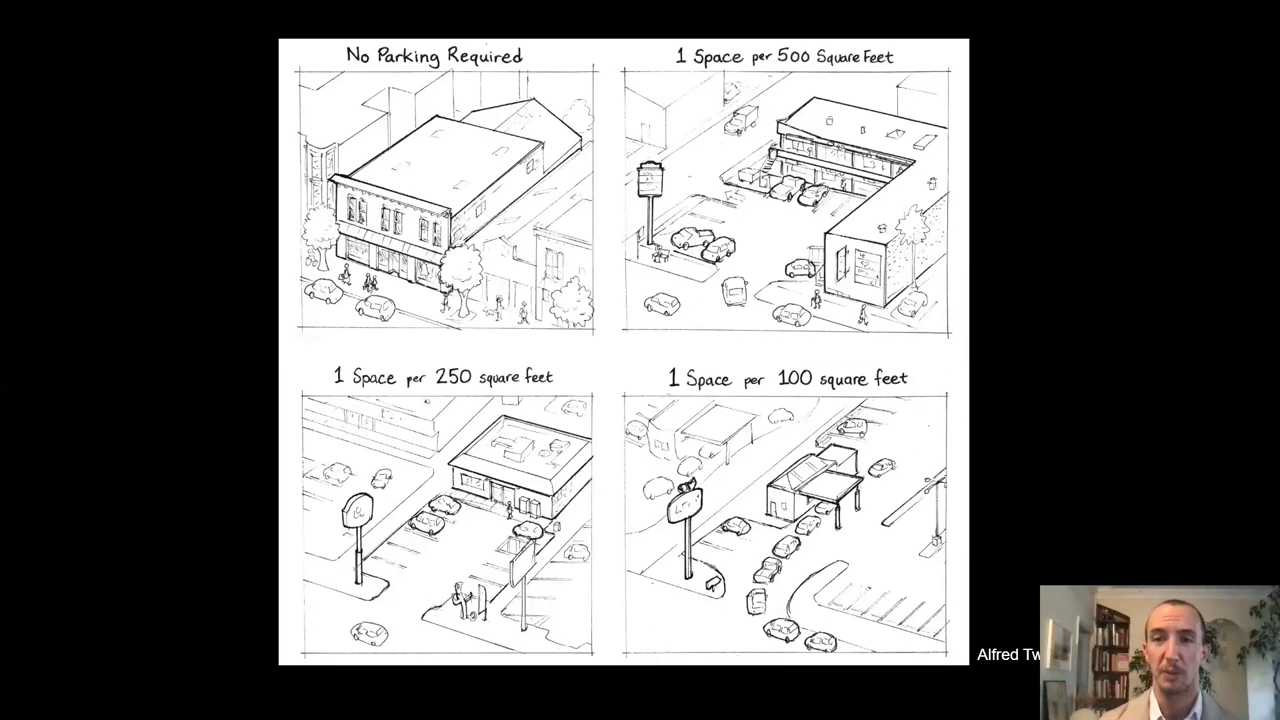 No Parking Required
1 Space per 500 Square Feet
1 Space per 250 square feet
1 Space per 100 square feet
Alfred Tw